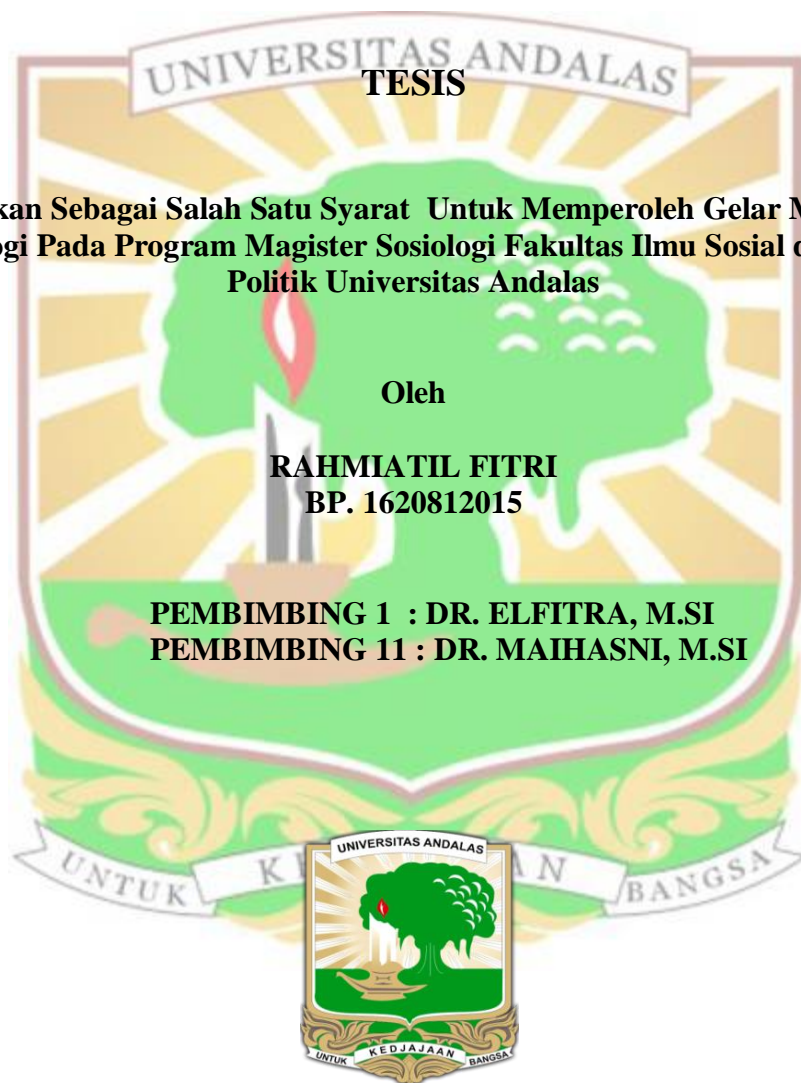 UNIVERSITAS ANDALAS
TESIS
Sebagai Salah Satu Syarat Untuk Memperoleh Gelar
Pada Program Magister Sosiologi Fakultas Ilmu Sosial
Politik Universitas Andalas
Oleh
RAHMIATIL FITRI
BP. 1620812015
PEMBIMBING 1 : DR. ELFITRA, M.SI
PEMBIMBING 11 : DR. MAIHASNI, M.SI
UNTUK BANGSA
UNIVERSITAS ANDALAS
UNTUK KEDJAJAAN BANGSA